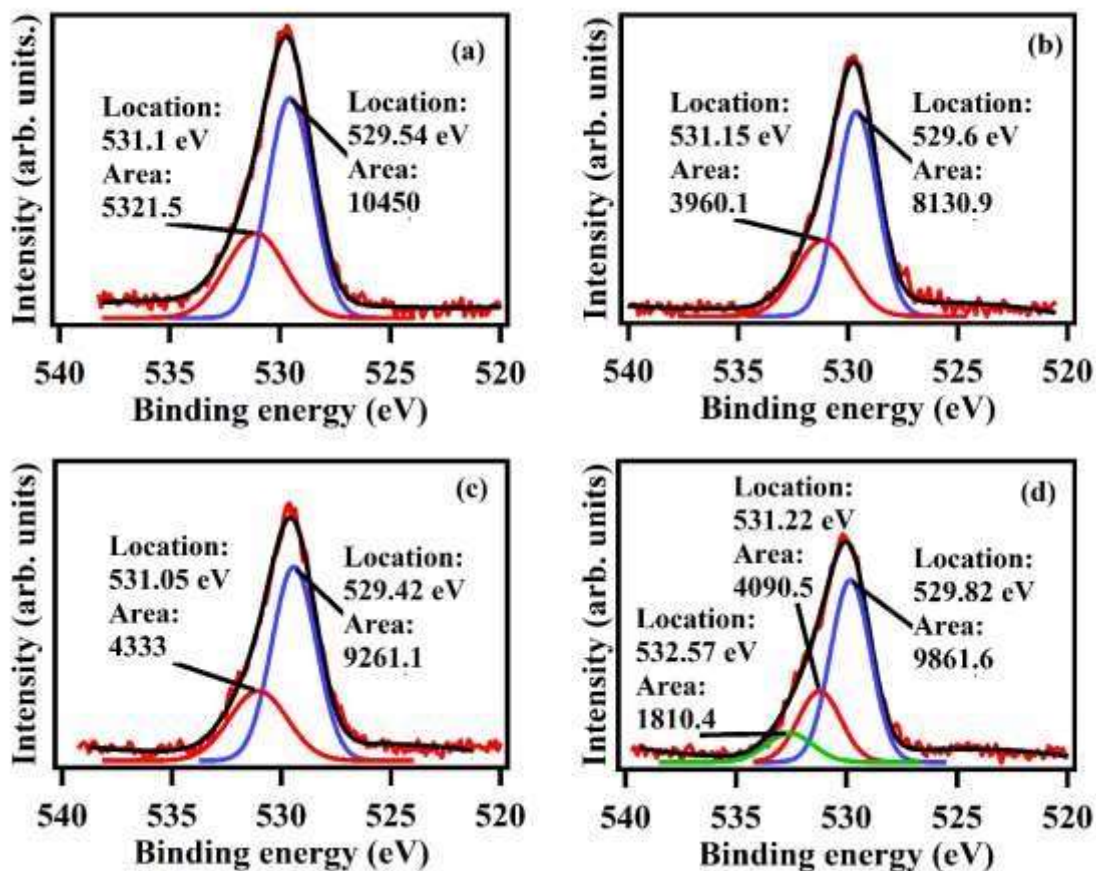 (a)
Intensity (arb. units.)
Location:
531.1 eV
Area:
5321.5
Location:
529.54 eV
Area:
10450
540 535 530 525 520
Binding energy (eV)
(b)
Intensity (arb. units)
Location:
531.15 eV
Area:
3960.1
Location:
529.6 eV
Area:
8130.9
540 535 530 525 520
Binding energy (eV)
(c)
Intensity (arb. units)
Location:
531.05 eV
Area:
4333
Location:
529.42 eV
Area:
9261.1
540 535 530 525 520
Binding energy (eV)
(d)
Intensity (arb. units)
Location:
531.22 eV
Area:
4090.5
Location:
532.57 eV
Area:
1810.4
529.82 eV
Area:
9861.6
Location:
540 535 530 525 520
Binding energy (eV)